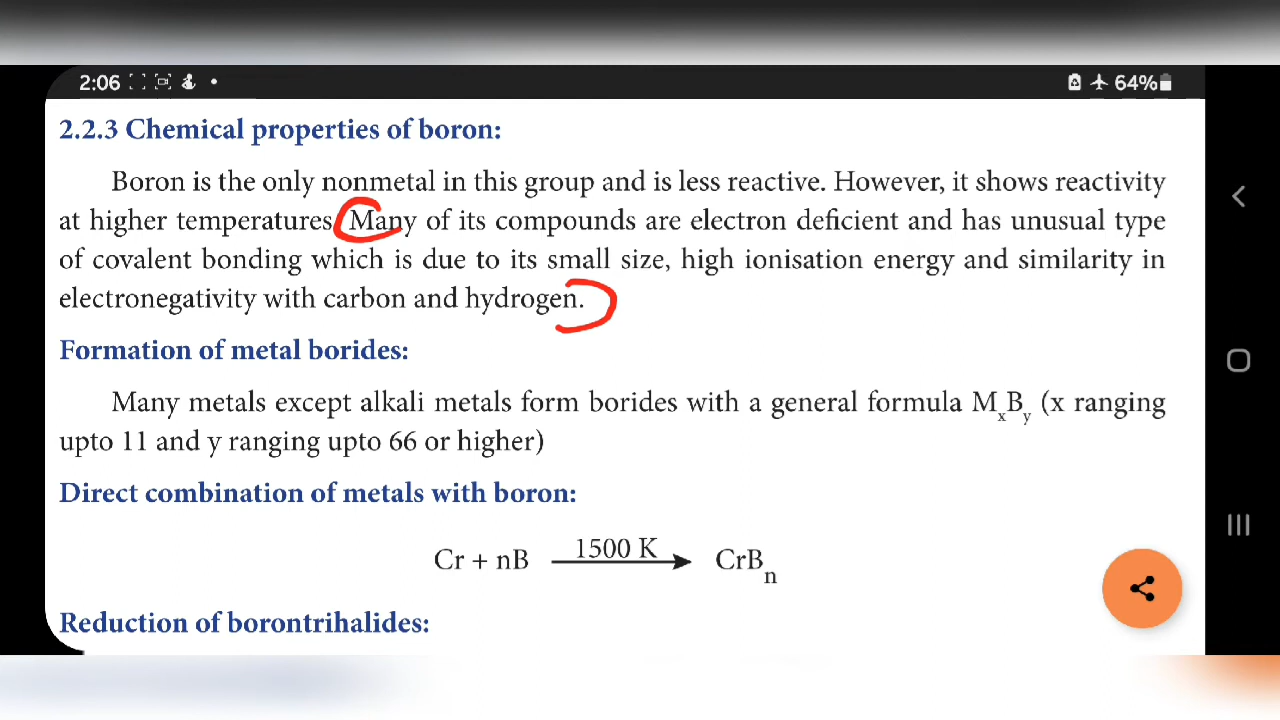 2:06
64%
2.2.3 Chemical properties of boron:
Boron is the only nonmetal in this group and is less reactive. However, it shows reactivity
at higher temperatures. Many of its compounds are electron deficient and has unusual type
of covalent bonding which is due to its small size, high ionisation energy and similarity in
electronegativity with carbon and hydrogen.
Formation of metal borides:
Many metals except alkali metals form borides with a general formula MₓBᵧ (x ranging
upto 11 and y ranging upto 66 or higher)
Direct combination of metals with boron:
Cr + nB 1500 K CrBₙ
Reduction of borontrihalides: